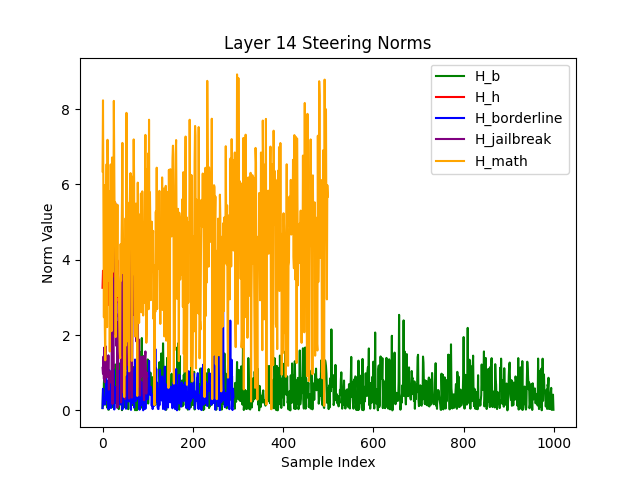 Layer 14 Steering Norms
H_b
H_h
H_borderline
H_jailbreak
H_math
Norm Value
8
6
4
2
0
0 200 400 600 800 1000
Sample Index